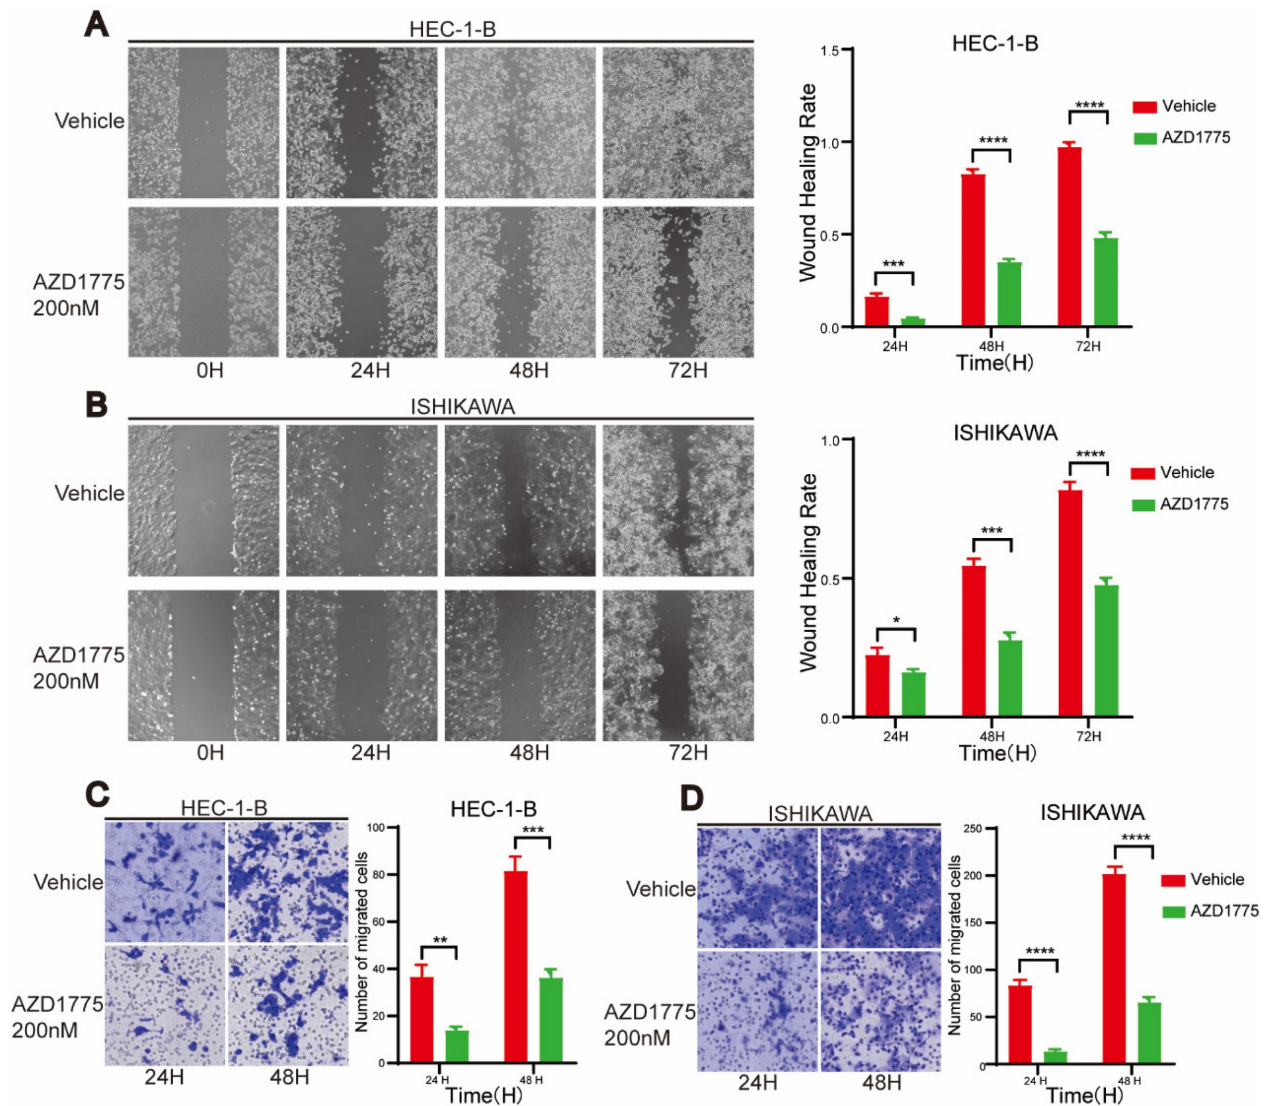 A
HEC-1-B
Vehicle
AZD1775
200nM
0H 24H 48H 72H
HEC-1-B
Wound Healing Rate
1.5
1.0
0.5
0.0
*** **** ****
24H 48H 72H
Time(H)
Vehicle
AZD1775
B
ISHIKAWA
Vehicle
AZD1775
200nM
0H 24H 48H 72H
ISHIKAWA
Wound Healing Rate
1.0
0.5
0.0
* *** ****
24H 48H 72H
Time(H)
Vehicle
AZD1775
C
HEC-1-B
Vehicle
AZD1775
200nM
24H 48H
HEC-1-B
Number of migrated cells
100
80
60
40
20
0
** ***
24 H 48 H
Time(H)
D
ISHIKAWA
Vehicle
AZD1775
200nM
24H 48H
ISHIKAWA
Number of migrated cells
250
200
150
100
50
0
**** ****
24 H 48 H
Time(H)
Vehicle
AZD1775